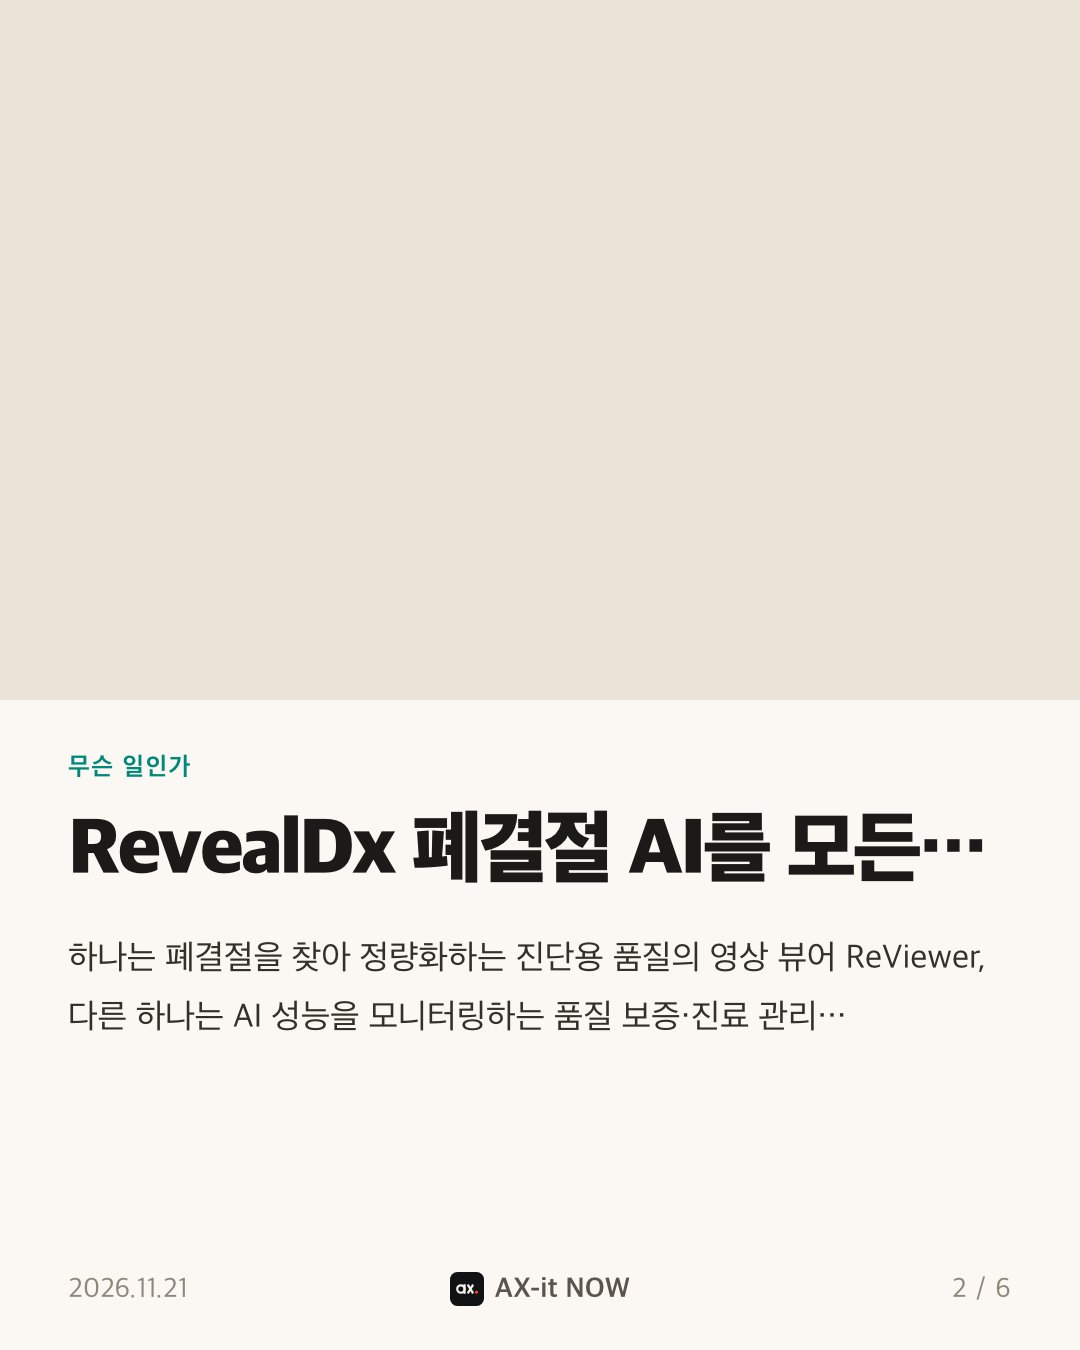 무슨 일인가
RevealDx 폐결절 AI를 모든…
하나는 폐결절을 찾아 정량화하는 진단용 품질의 영상 뷰어 ReViewer,
다른 하나는 AI 성능을 모니터링하는 품질 보증·진료 관리…
2026.11.21
ax. AX-it NOW
2 / 6